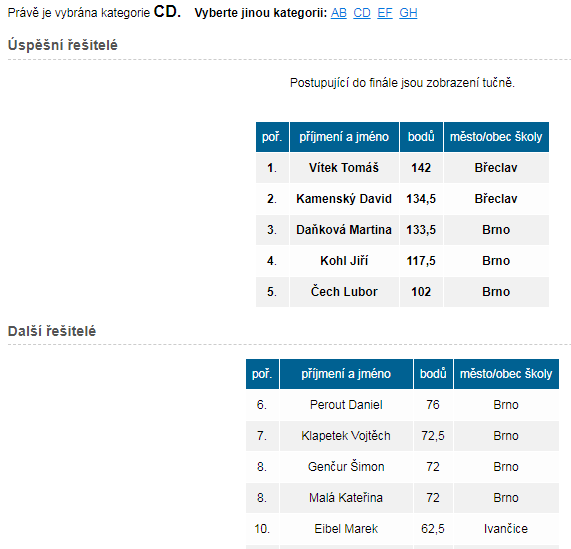 Právě je vybrána kategorie CD. Vyberte jinou kategorii: AB CD EF GH
Úspěšní řešitelé
Postupující do finále jsou zobrazení tučně.
poř. příjmení a jméno bodů město/obec školy
1. Vítek Tomáš 142 Břeclav
2. Kamenský David 134,5 Břeclav
3. Daňková Martina 133,5 Brno
4. Kohl Jiří 117,5 Brno
5. Čech Lubor 102 Brno
Další řešitelé
poř. příjmení a jméno bodů město/obec školy
6. Perout Daniel 76 Brno
7. Klapetek Vojtěch 72,5 Brno
8. Genčur Šimon 72 Brno
8. Malá Kateřina 72 Brno
10. Eibel Marek 62,5 Ivančice